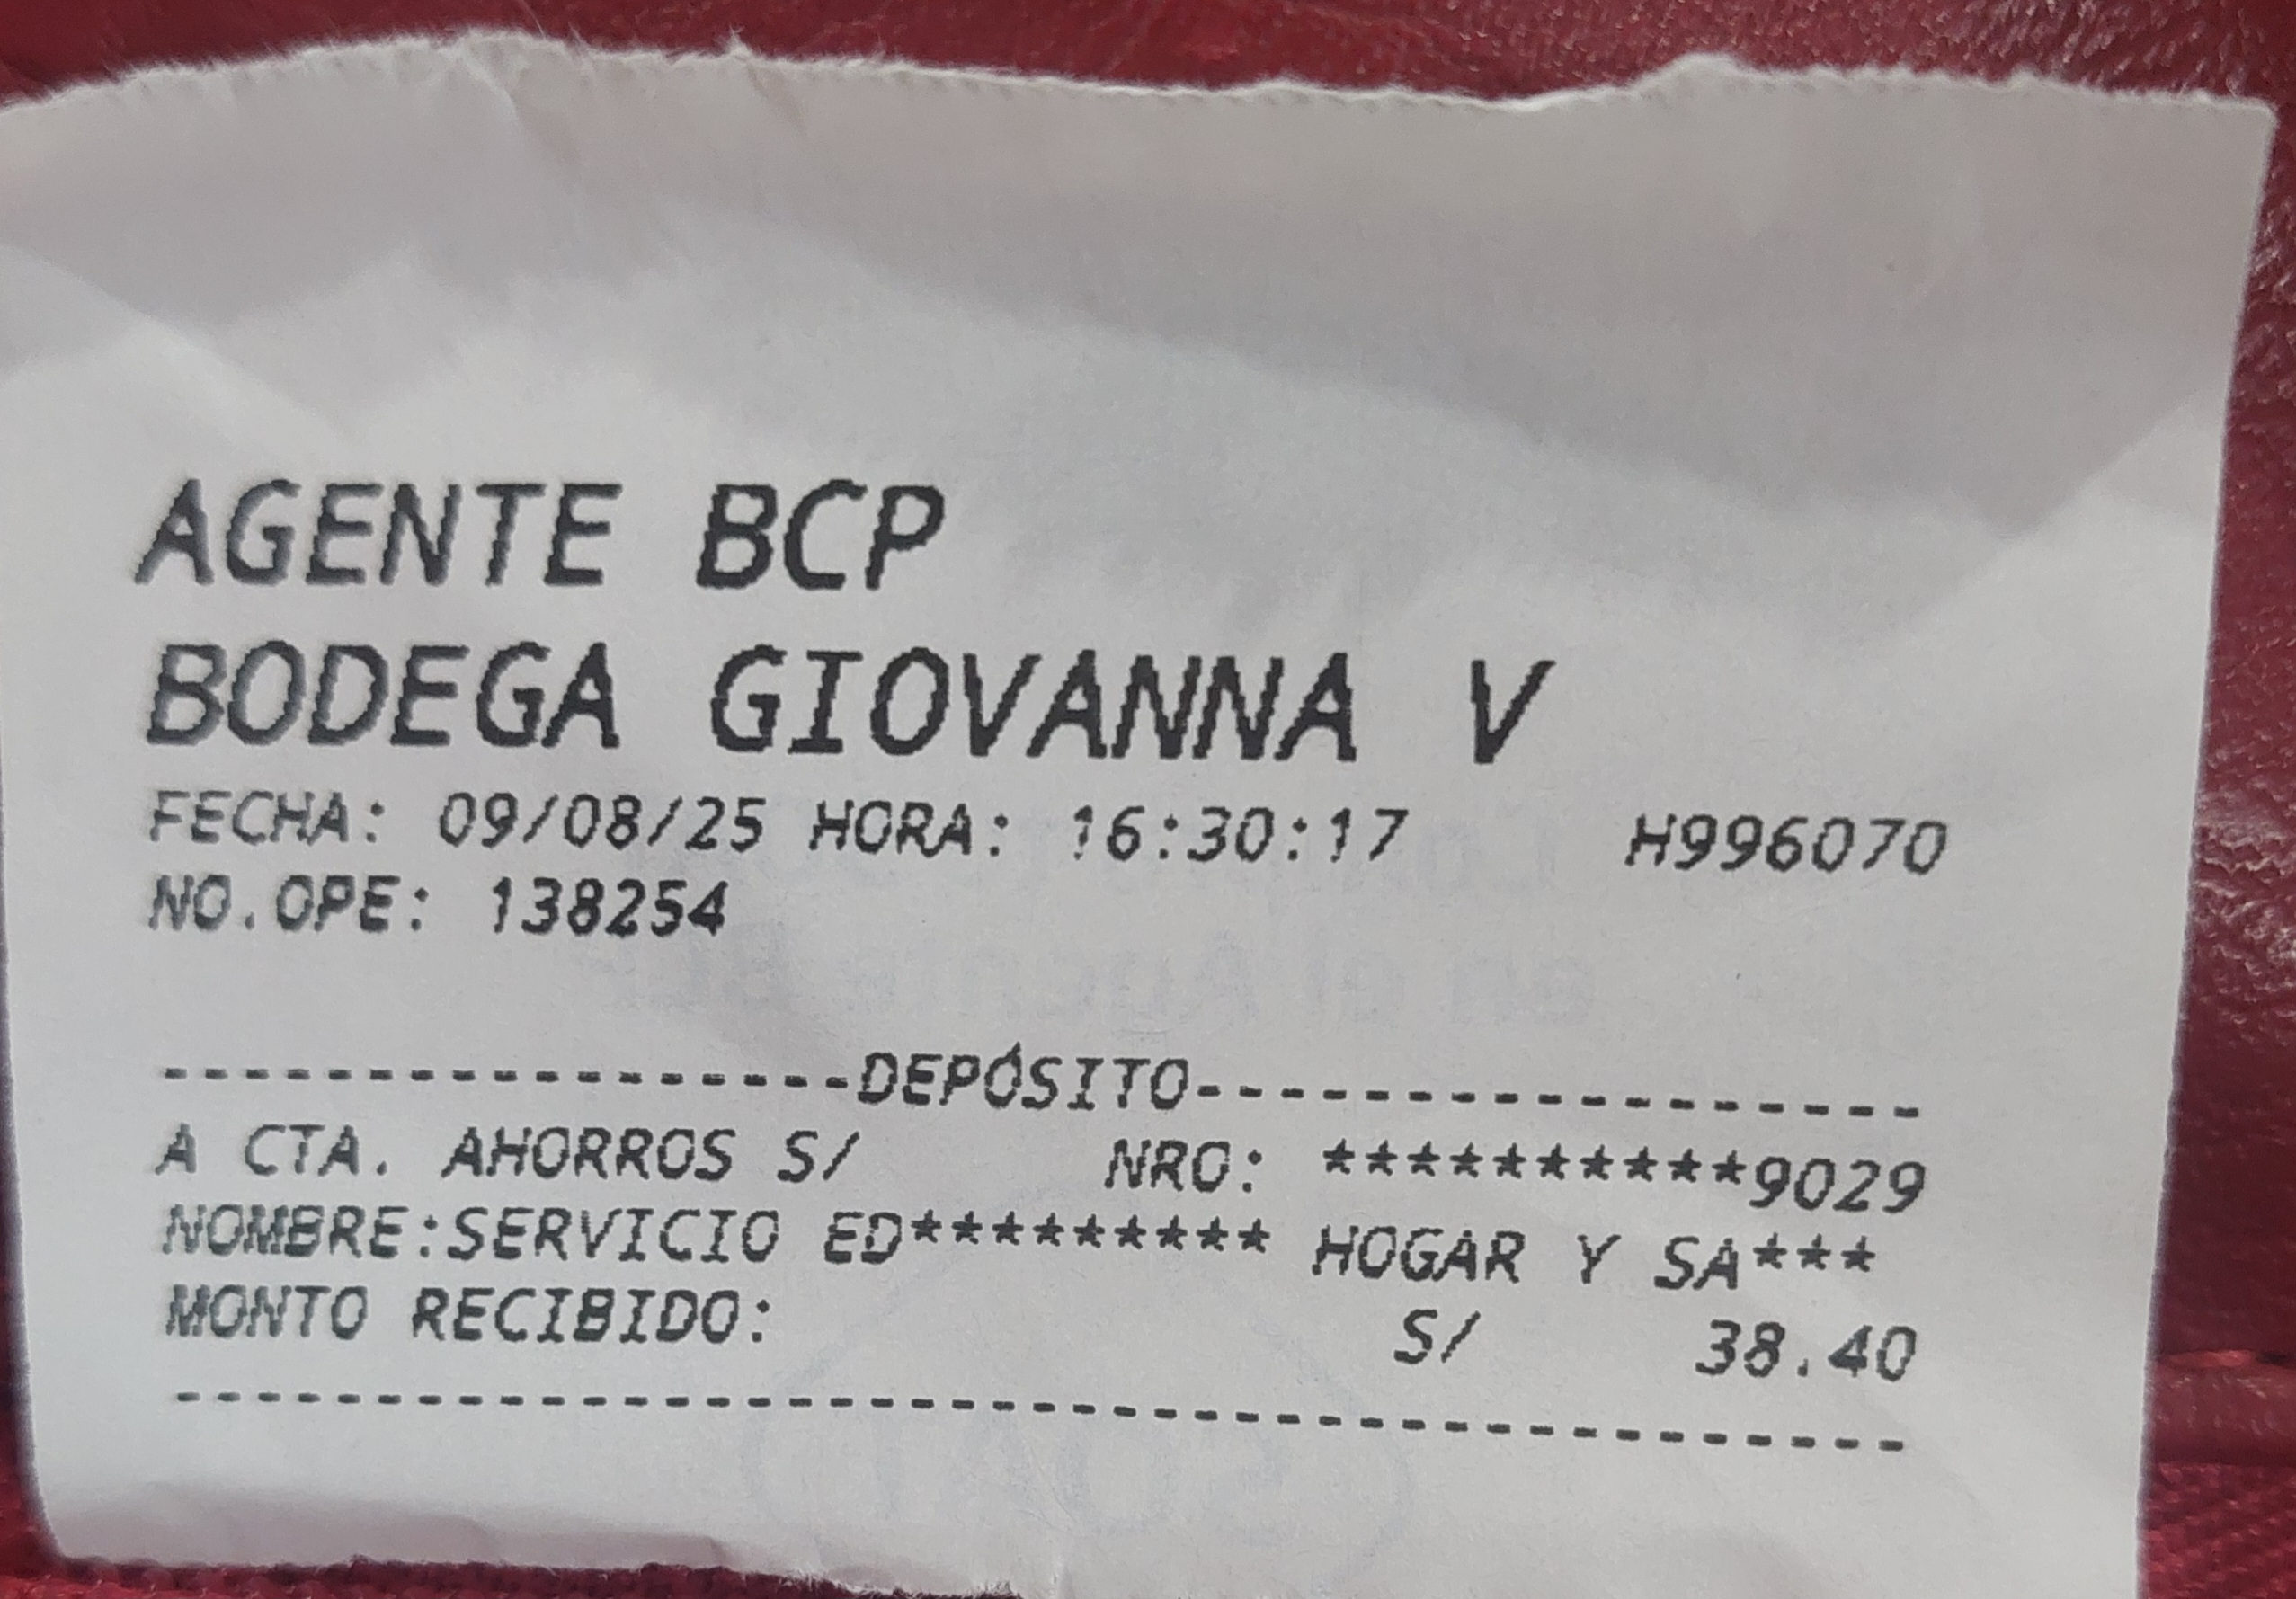 AGENTE BCP
BODEGA GIOVANNA V
FECHA: 09/08/25 HORA: 16:30:17 H996070
NO.OPE: 138254
------------------DEPÓSITO------------------
A CTA. AHORROS S/ NRO: **********9029
NOMBRE:SERVICIO ED********* HOGAR Y SA***
MONTO RECIBIDO: S/ 38.40
--------------------------------------------